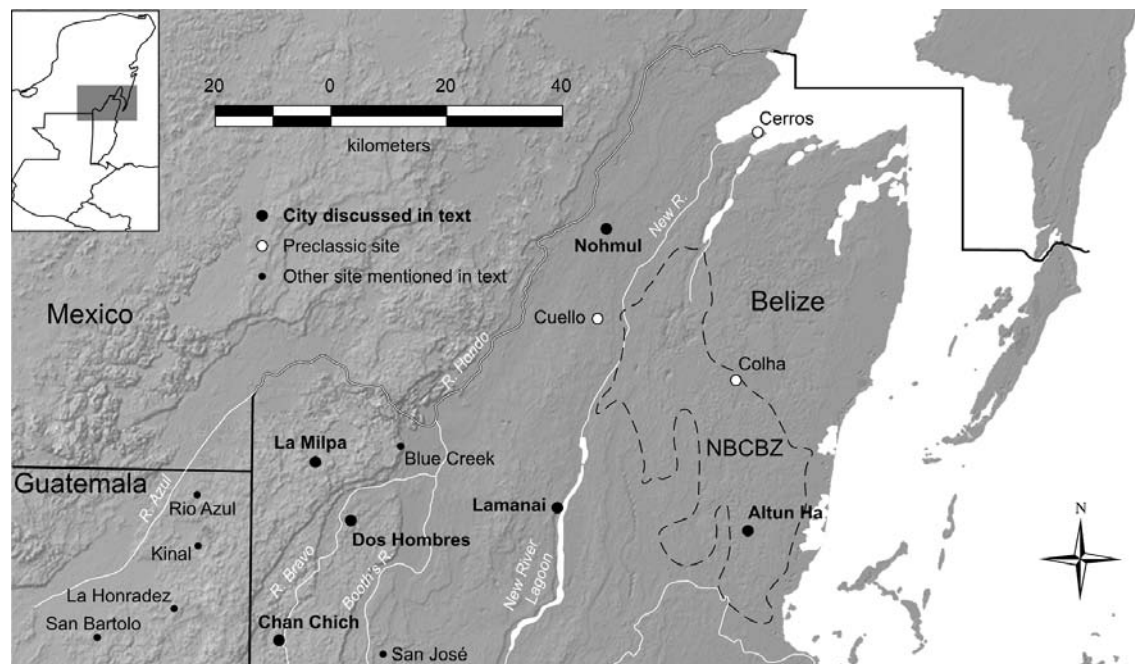 20 0 20 40
kilometers
City discussed in text
Preclassic site
Other site mentioned in text
Cerros
New R.
Nohmul
Mexico
Cuello
Belize
R. Hondo
Colha
La Milpa
Blue Creek
NBCBZ
Guatemala
R. Azul
Rio Azul
Lamanai
Altun Ha
N
Dos Hombres
Kinal
R. Bravo
Booth's R.
New River
Lagoon
La Honradez
San Bartolo
Chan Chich
San José